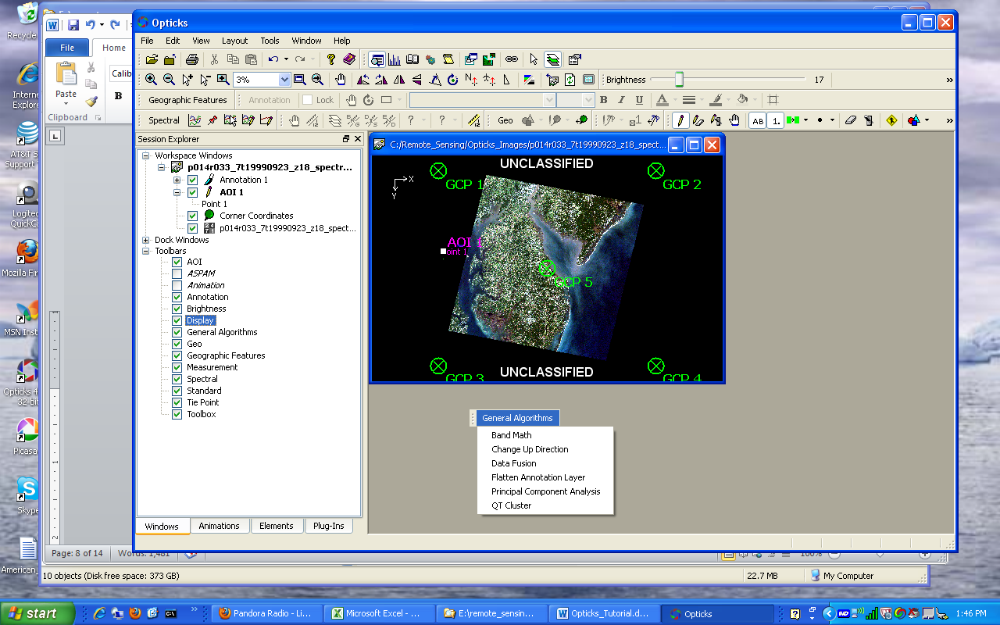 Recycle
Internet
Explorer
AT&T S
Support
Logitec
QuickCa
Mozilla Fir
MSN Inst
Opticks 4
32-bit
Picasa
Skype
American_
File
Home
Paste
Calib
B
Clipboard
Page: 8 of 14
Words: 1,481
100%
10 objects (Disk free space: 373 GB)
22.7 MB
My Computer
Opticks
File Edit View Layout Tools Window Help
3%
Brightness
17
Geographic Features
Annotation
Lock
B I U A
Spectral
Geo
AB
1.
Session Explorer
Workspace Windows
p014r033_7t19990923_z18_spectr...
Annotation 1
AOI 1
Point 1
Corner Coordinates
p014r033_7t19990923_z18_spect...
Dock Windows
Toolbars
AOI
ASPAM
Animation
Annotation
Brightness
Display
General Algorithms
Geo
Geographic Features
Measurement
Spectral
Standard
Tie Point
Toolbox
Windows
Animations
Elements
Plug-Ins
C:/Remote_Sensing/Opticks_Images/p014r033_7t19990923_z18_spect...
UNCLASSIFIED
X
Y
GCP 1
GCP 2
AOI 1
oint 1
GCP 5
GCP 3
GCP 4
UNCLASSIFIED
General Algorithms
Band Math
Change Up Direction
Data Fusion
Flatten Annotation Layer
Principal Component Analysis
QT Cluster
start
Pandora Radio - Li...
Microsoft Excel - ...
E:\remote_sensin...
Opticks_Tutorial.d...
Opticks
1:46 PM